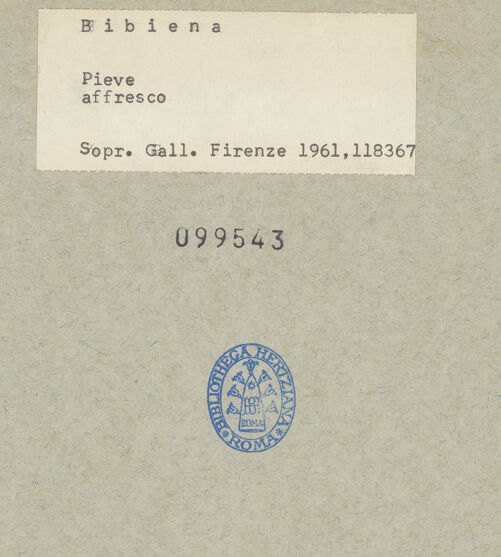 B i b i e n a
Pieve
affresco
Sopr. Gall. Firenze 1961,118367
099543
BIBLIOTHECA HERTZIANA
ROMA
* ROMA *